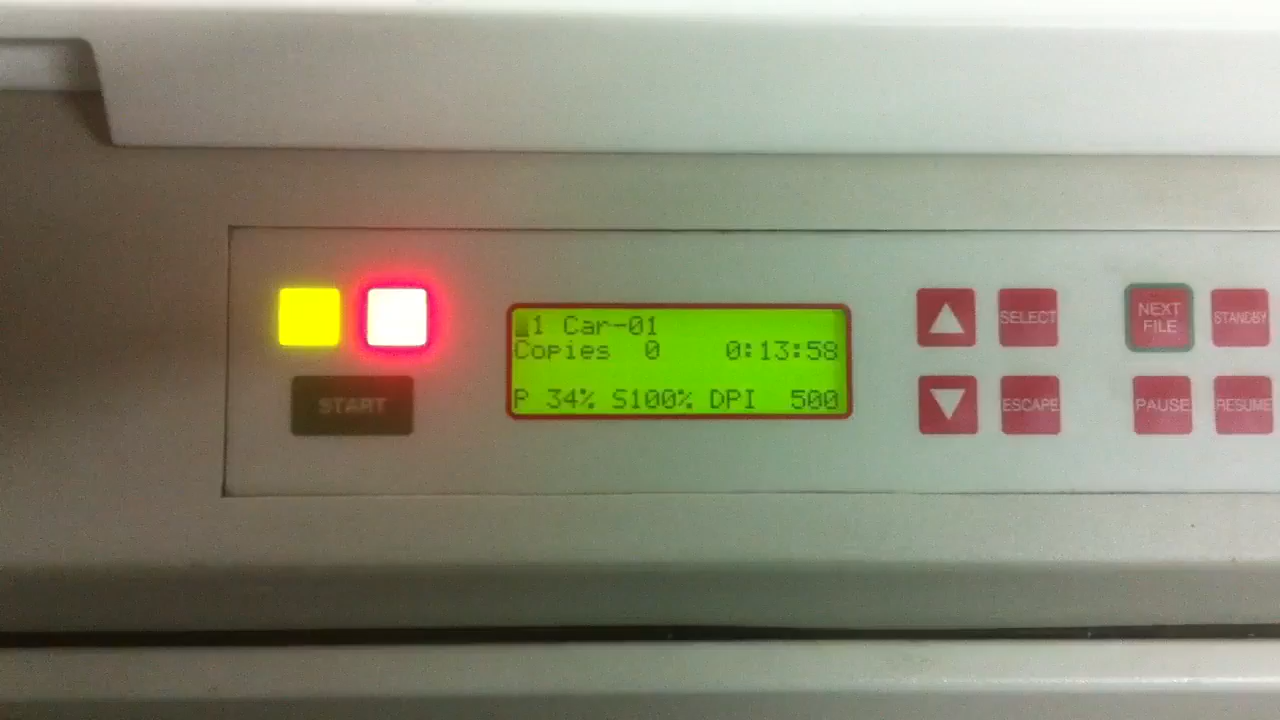 1 Car-01
Copies 0 0:13:58
P 34% S100% DPI 500
START
SELECT
ESCAPE
NEXT
FILE
STANDBY
PAUSE
RESUME